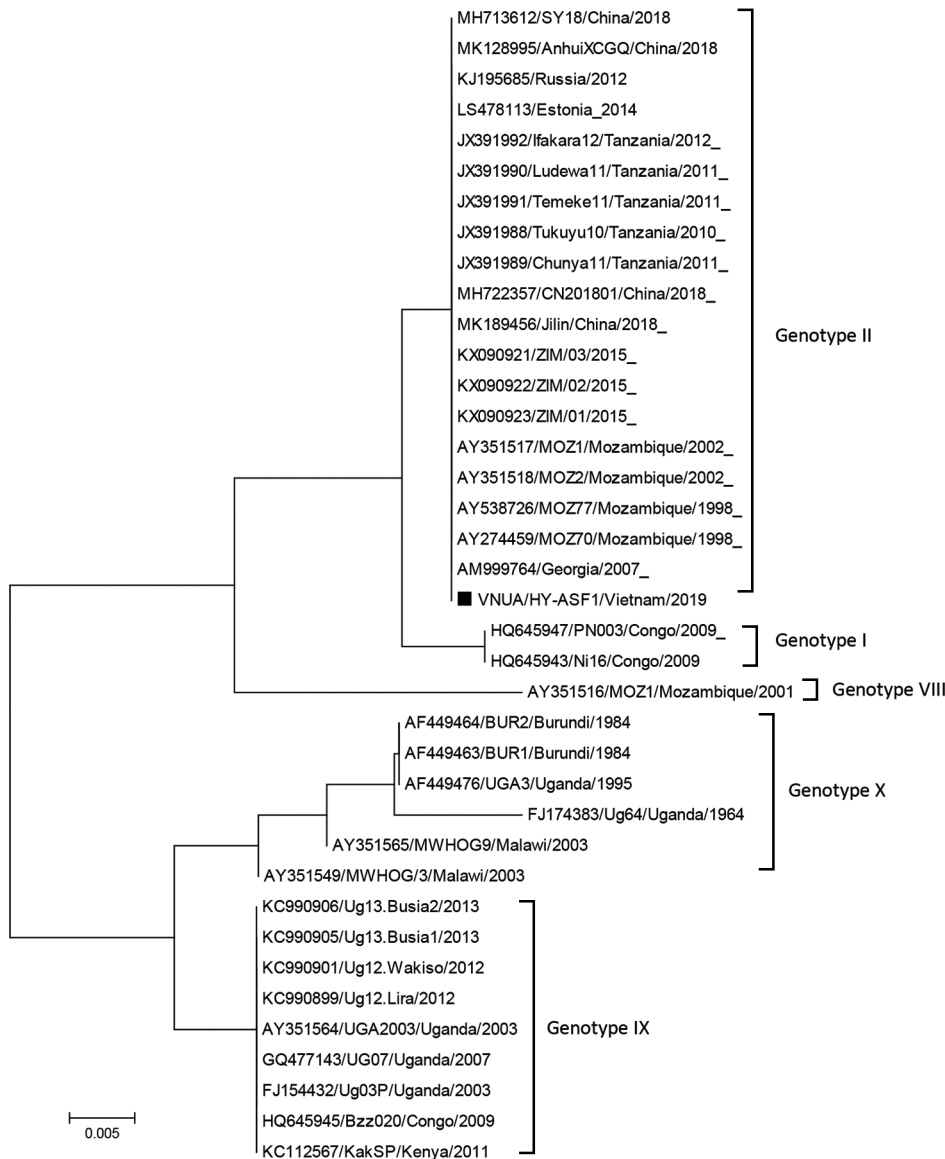 MH713612/SY18/China/2018
MK128995/AnhuiXCGQ/China/2018
KJ195685/Russia/2012
LS478113/Estonia_2014
JX391992/Ifakara12/Tanzania/2012_
JX391990/Ludewa11/Tanzania/2011_
JX391991/Temeke11/Tanzania/2011_
JX391988/Tukuyu10/Tanzania/2010_
JX391989/Chunya11/Tanzania/2011_
MH722357/CN201801/China/2018_
MK189456/Jilin/China/2018_
KX090921/ZIM/03/2015_
KX090922/ZIM/02/2015_
KX090923/ZIM/01/2015_
AY351517/MOZ1/Mozambique/2002_
AY351518/MOZ2/Mozambique/2002_
AY538726/MOZ77/Mozambique/1998_
AY274459/MOZ70/Mozambique/1998_
AM999764/Georgia/2007_
VNUA/HY-ASF1/Vietnam/2019
Genotype II
HQ645947/PN003/Congo/2009_
HQ645943/Ni16/Congo/2009
Genotype I
AY351516/MOZ1/Mozambique/2001
Genotype VIII
AF449464/BUR2/Burundi/1984
AF449463/BUR1/Burundi/1984
AF449476/UGA3/Uganda/1995
FJ174383/Ug64/Uganda/1964
AY351565/MWHOG9/Malawi/2003
AY351549/MWHOG/3/Malawi/2003
Genotype X
KC990906/Ug13.Busia2/2013
KC990905/Ug13.Busia1/2013
KC990901/Ug12.Wakiso/2012
KC990899/Ug12.Lira/2012
AY351564/UGA2003/Uganda/2003
GQ477143/UG07/Uganda/2007
FJ154432/Ug03P/Uganda/2003
HQ645945/Bzz020/Congo/2009
KC112567/KakSP/Kenya/2011
Genotype IX
0.005